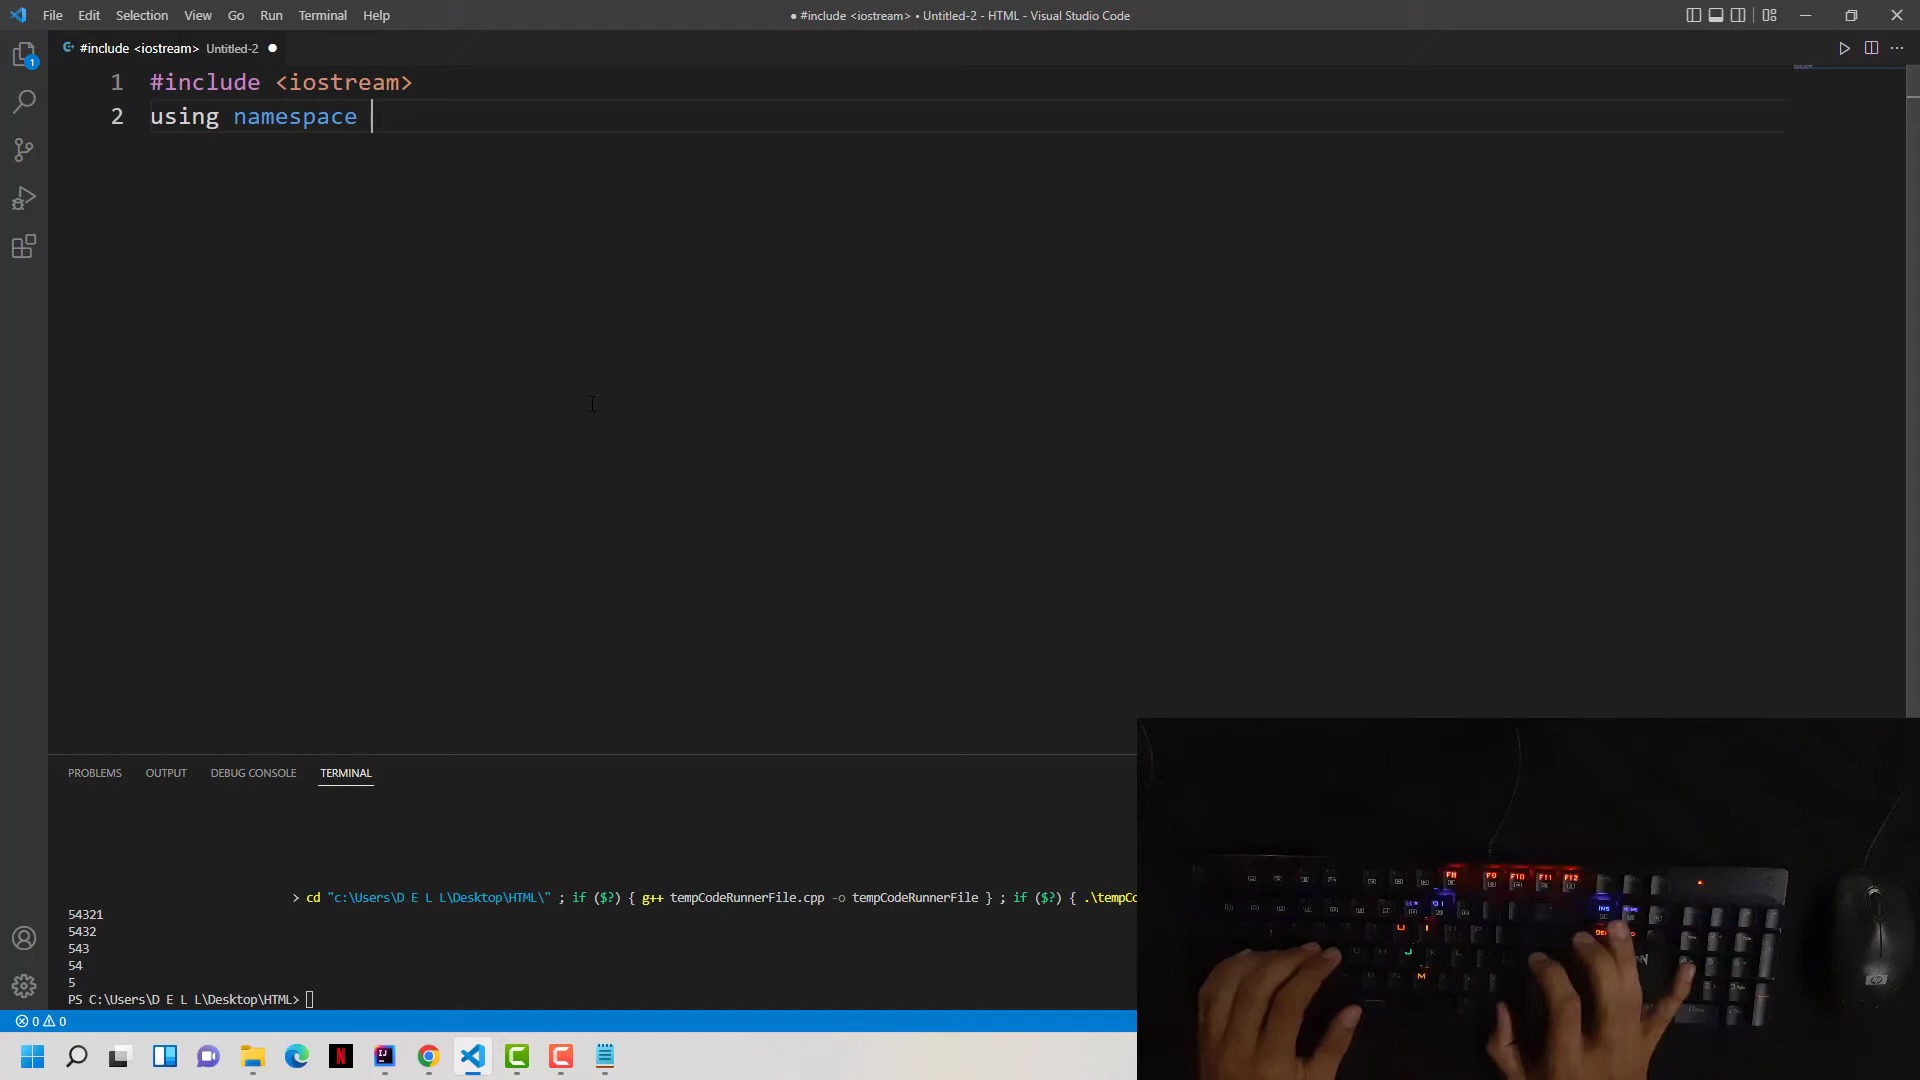 File Edit Selection View Go Run Terminal Help
● #include <iostream> • Untitled-2 - HTML - Visual Studio Code
#include <iostream> Untitled-2 ●
1 #include <iostream>
2 using namespace
PROBLEMS OUTPUT DEBUG CONSOLE TERMINAL
> cd "c:\Users\D E L L\Desktop\HTML\" ; if ($?) { g++ tempCodeRunnerFile.cpp -o tempCodeRunnerFile } ; if ($?) { .\tempCo
54321
5432
543
54
5
PS C:\Users\D E L L\Desktop\HTML>
0 0